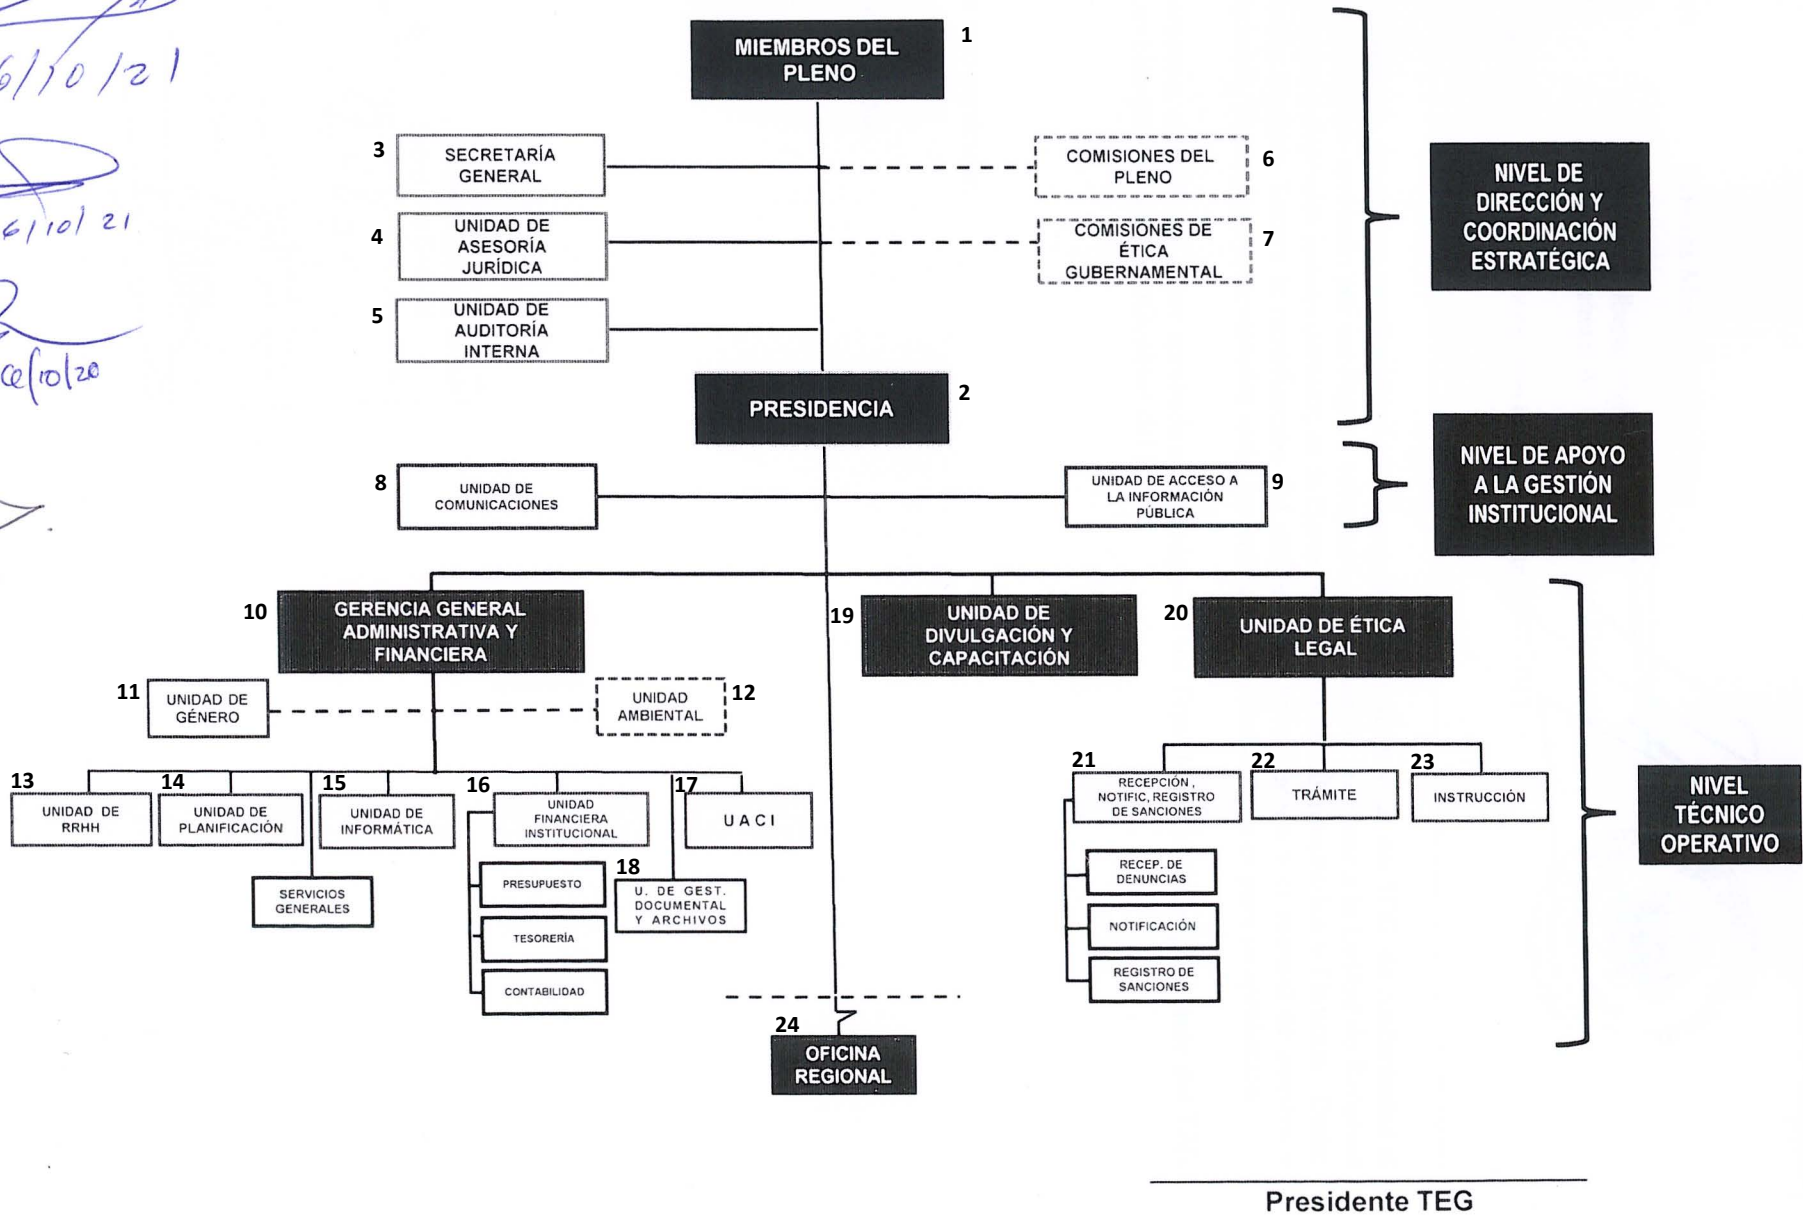 6/10/21
6/10/21
/10/20
1
MIEMBROS DEL
PLENO
3
SECRETARÍA
GENERAL
COMISIONES DEL
PLENO
6
4
UNIDAD DE
ASESORÍA
JURÍDICA
COMISIONES DE
ÉTICA
GUBERNAMENTAL
7
5
UNIDAD DE
AUDITORÍA
INTERNA
NIVEL DE
DIRECCIÓN Y
COORDINACIÓN
ESTRATÉGICA
PRESIDENCIA
2
8
UNIDAD DE
COMUNICACIONES
UNIDAD DE ACCESO A
LA INFORMACIÓN
PÚBLICA
9
NIVEL DE APOYO
A LA GESTIÓN
INSTITUCIONAL
10
GERENCIA GENERAL
ADMINISTRATIVA Y
FINANCIERA
19
UNIDAD DE
DIVULGACIÓN Y
CAPACITACIÓN
20
UNIDAD DE ÉTICA
LEGAL
11
UNIDAD DE
GÉNERO
UNIDAD
AMBIENTAL
12
13
UNIDAD DE
RRHH
14
UNIDAD DE
PLANIFICACIÓN
15
UNIDAD DE
INFORMÁTICA
16
UNIDAD
FINANCIERA
INSTITUCIONAL
17
UACI
SERVICIOS
GENERALES
PRESUPUESTO
TESORERÍA
CONTABILIDAD
18
U. DE GEST.
DOCUMENTAL
Y ARCHIVOS
21
RECEPCIÓN ,
NOTIFIC, REGISTRO
DE SANCIONES
22
TRÁMITE
23
INSTRUCCIÓN
RECEP. DE
DENUNCIAS
NOTIFICACIÓN
REGISTRO DE
SANCIONES
NIVEL
TÉCNICO
OPERATIVO
24
OFICINA
REGIONAL
Presidente TEG